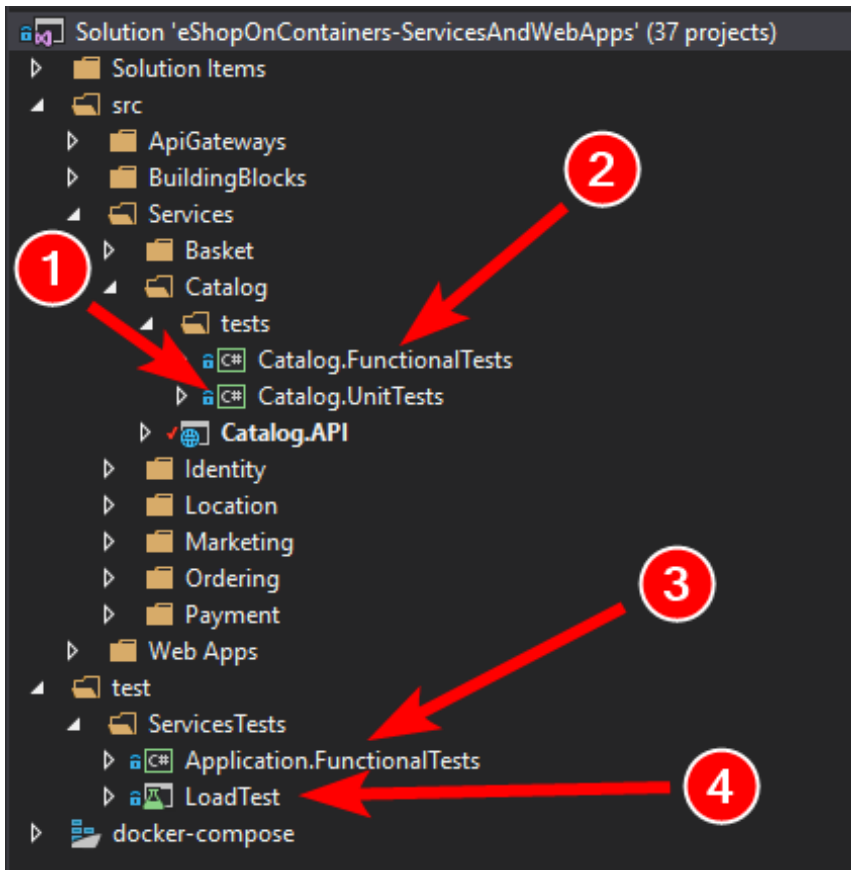 Solution 'eShopOnContainers-ServicesAndWebApps' (37 projects)
Solution Items
src
ApiGateways
2
BuildingBlocks
Services
1
Basket
Catalog
tests
C# Catalog.FunctionalTests
C# Catalog.UnitTests
Catalog.API
Identity
Location
Marketing
Ordering
3
Payment
Web Apps
test
ServicesTests
C# Application.FunctionalTests
4
LoadTest
docker-compose